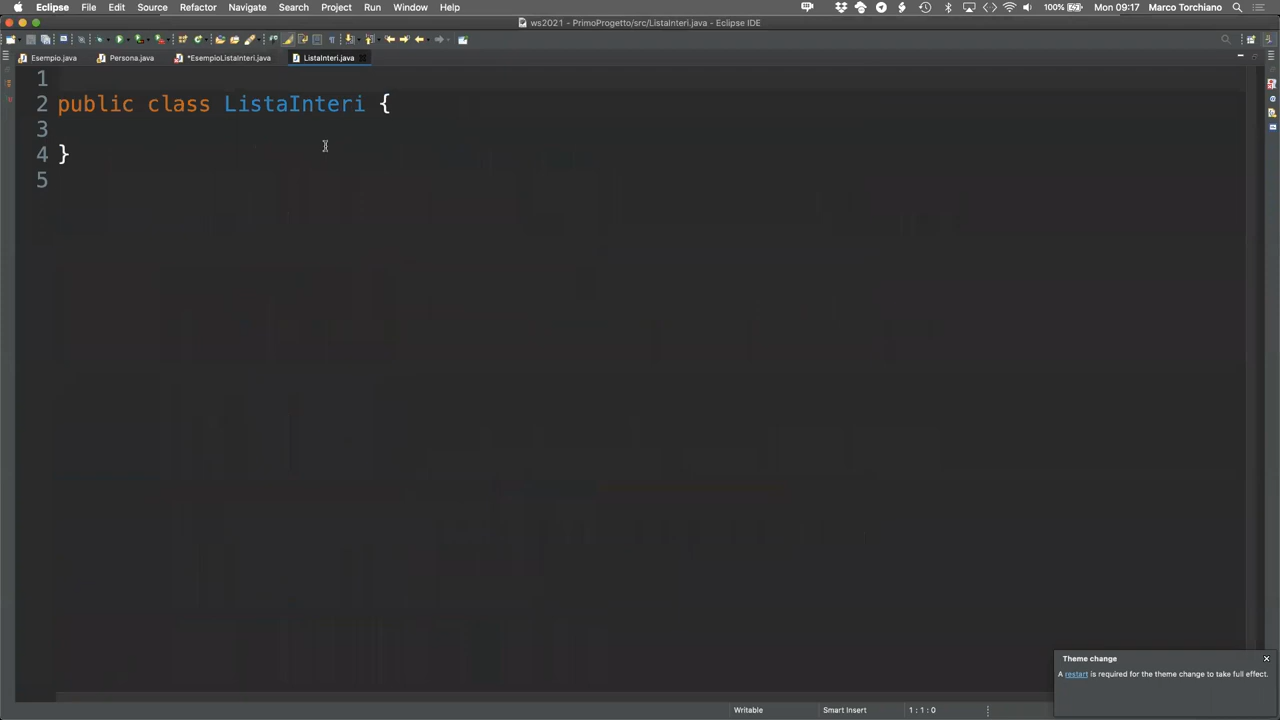 Eclipse File Edit Source Refactor Navigate Search Project Run Window Help 100% Mon 09:17 Marco Torchiano
ws2021 - PrimoProgetto/src/ListaInteri.java - Eclipse IDE
Esempio.java Persona.java *EsempioListaInteri.java ListaInteri.java
1
2 public class ListaInteri {
3
4 }
5
Theme change
A restart is required for the theme change to take full effect.
Writable Smart Insert 1 : 1 : 0